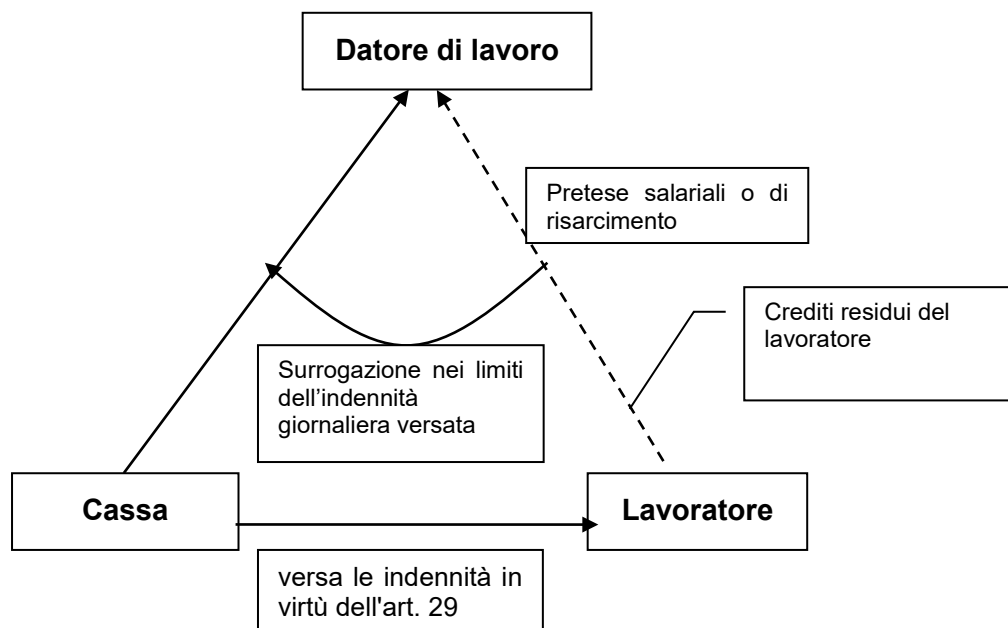 Datore di lavoro
Pretese salariali o di
risarcimento
Crediti residui del
lavoratore
Surrogazione nei limiti
dell’indennità
giornaliera versata
Cassa
Lavoratore
versa le indennità in
virtù dell'art. 29